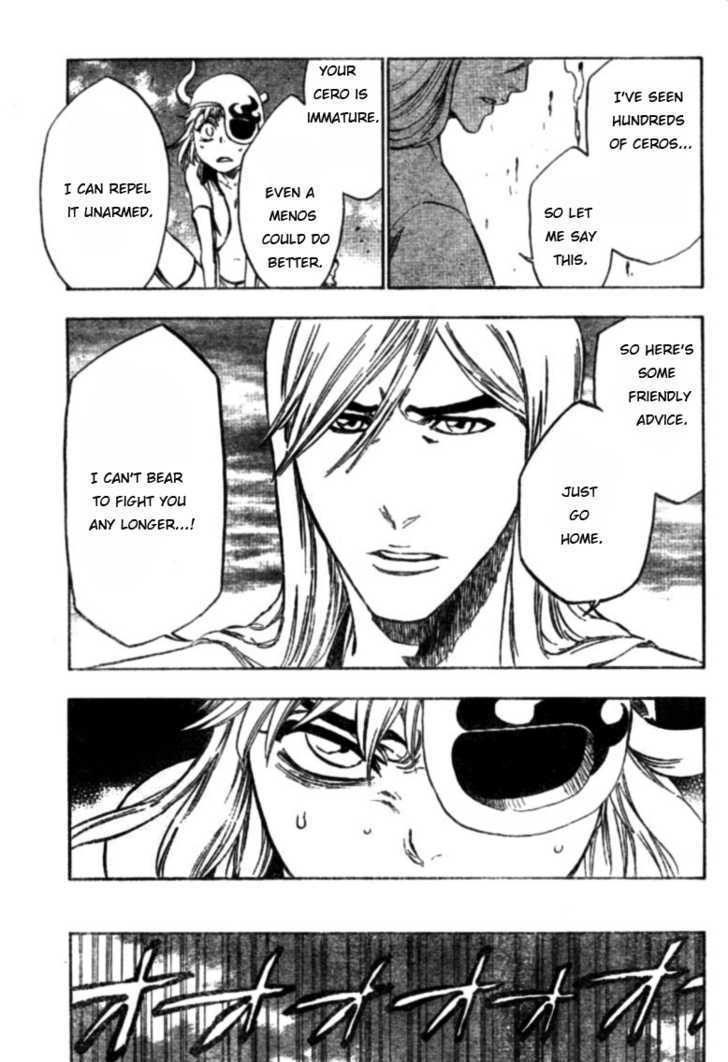 I'VE SEEN
HUNDREDS
OF CEROS...
SO LET
ME SAY
THIS.
YOUR
CERO IS
IMMATURE.
EVEN A
MENOS
COULD DO
BETTER.
I CAN REPEL
IT UNARMED.
SO HERE'S
SOME
FRIENDLY
ADVICE.
JUST
GO
HOME.
I CAN'T BEAR
TO FIGHT YOU
ANY LONGER...!
オオオオオオ